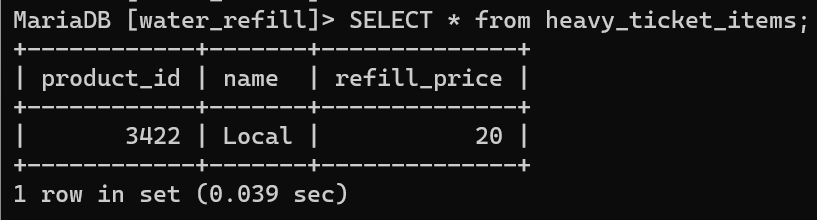 MariaDB [water_refill]> SELECT * from heavy_ticket_items;
+------------+-------+--------------+
| product_id | name  | refill_price |
+------------+-------+--------------+
|       3422 | Local |           20 |
+------------+-------+--------------+
1 row in set (0.039 sec)